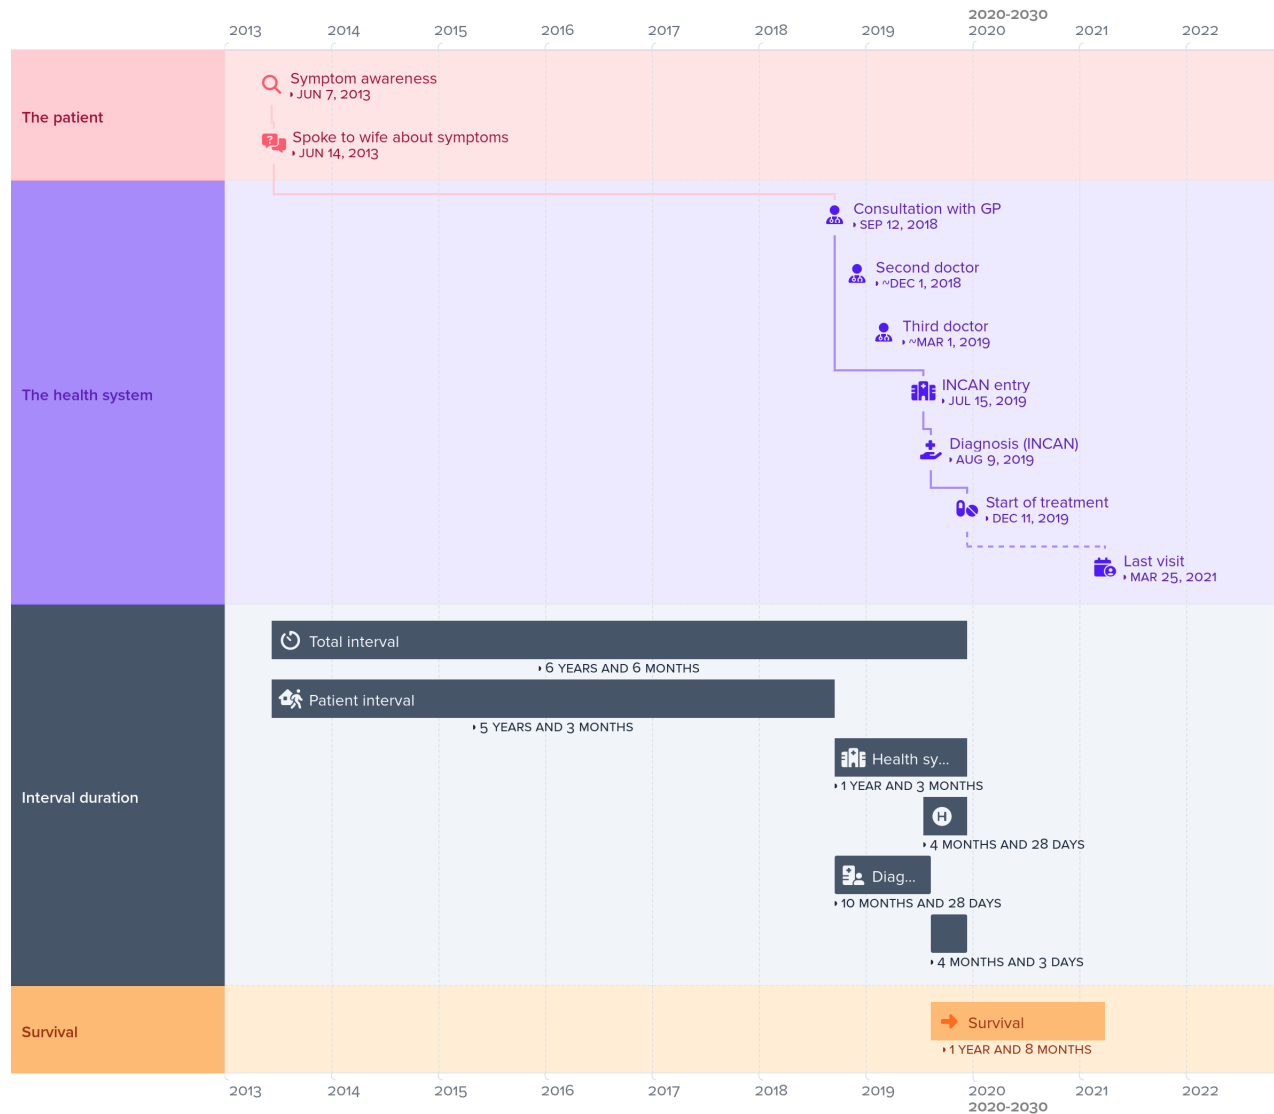 2020-2030
2013 2014 2015 2016 2017 2018 2019 2020 2021 2022
The patient
Symptom awareness
JUN 7, 2013
Spoke to wife about symptoms
JUN 14, 2013
The health system
Consultation with GP
SEP 12, 2018
Second doctor
~DEC 1, 2018
Third doctor
~MAR 1, 2019
INCAN entry
JUL 15, 2019
Diagnosis (INCAN)
AUG 9, 2019
Start of treatment
DEC 11, 2019
Last visit
MAR 25, 2021
Interval duration
Total interval
6 YEARS AND 6 MONTHS
Patient interval
5 YEARS AND 3 MONTHS
Health sy...
1 YEAR AND 3 MONTHS
H
4 MONTHS AND 28 DAYS
Diag...
10 MONTHS AND 28 DAYS
4 MONTHS AND 3 DAYS
Survival
Survival
1 YEAR AND 8 MONTHS
2013 2014 2015 2016 2017 2018 2019 2020 2021 2022
2020-2030